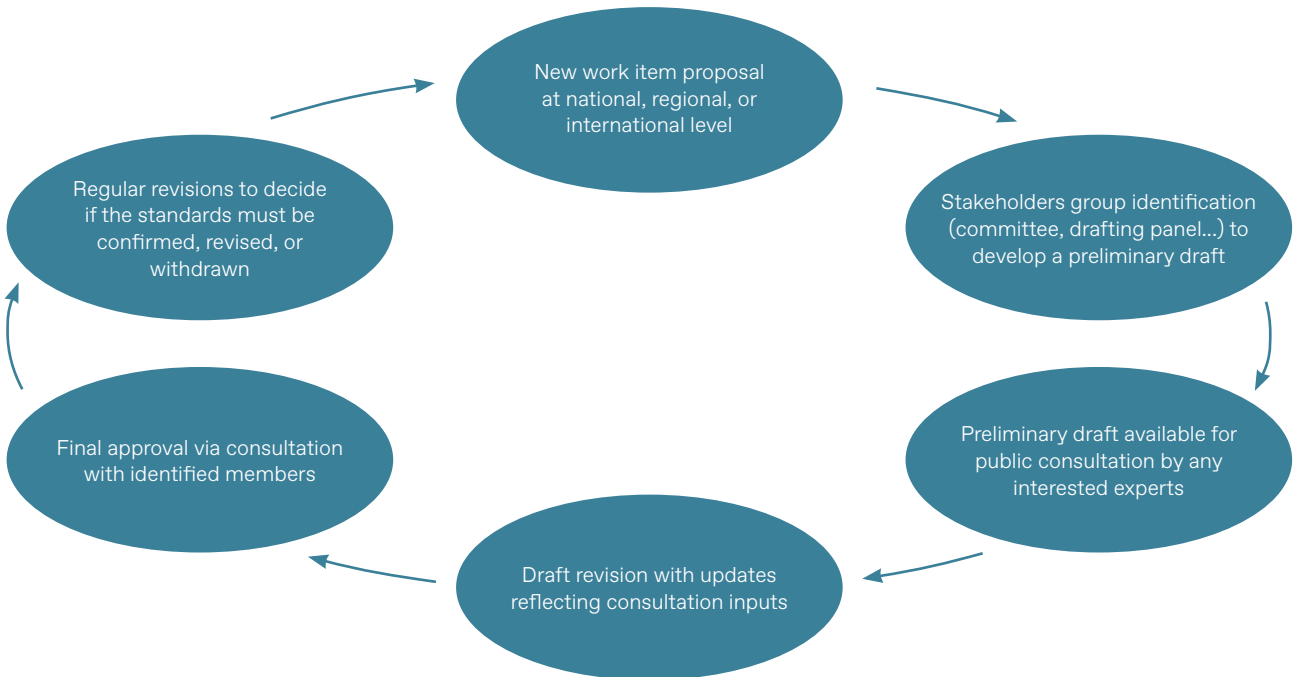 New work item proposal
at national, regional, or
international level
Stakeholders group identification
(committee, drafting panel...) to
develop a preliminary draft
Preliminary draft available for
public consultation by any
interested experts
Draft revision with updates
reflecting consultation inputs
Final approval via consultation
with identified members
Regular revisions to decide
if the standards must be
confirmed, revised, or
withdrawn